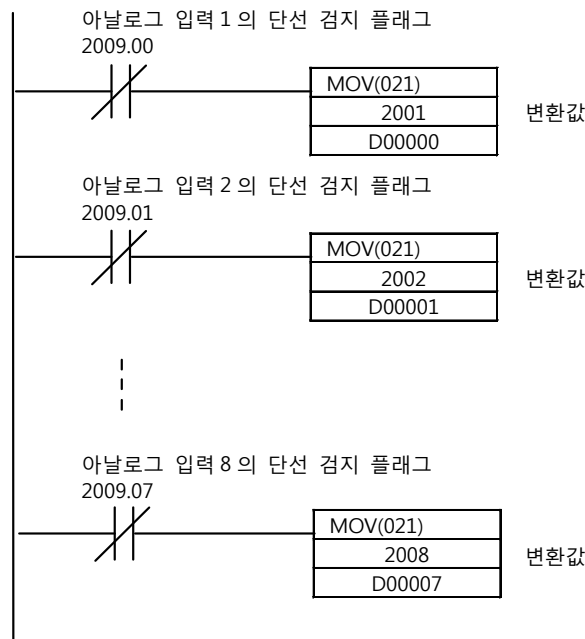 아날로그 입력 1 의 단선 검지 플래그
2009.00
MOV(021)
2001
D00000
변환값
아날로그 입력 2 의 단선 검지 플래그
2009.01
MOV(021)
2002
D00001
변환값
아날로그 입력 8 의 단선 검지 플래그
2009.07
MOV(021)
2008
D00007
변환값